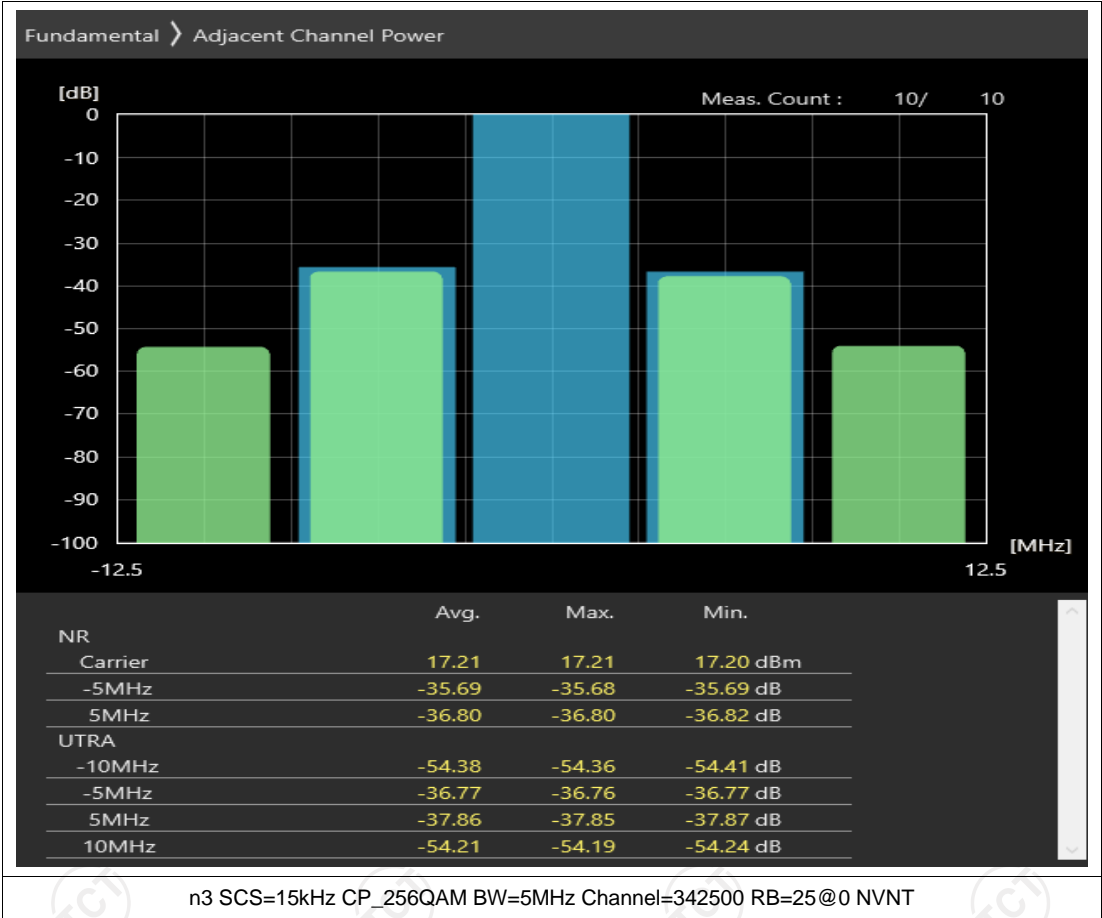 Fundamental ❯ Adjacent Channel Power
[dB]
Meas. Count : 10/ 10
0
-10
-20
-30
-40
-50
-60
-70
-80
-90
-100
[MHz]
-12.5 12.5
Avg. Max. Min.
NR
Carrier 17.21 17.21 17.20 dBm
-5MHz -35.69 -35.68 -35.69 dB
5MHz -36.80 -36.80 -36.82 dB
UTRA
-10MHz -54.38 -54.36 -54.41 dB
-5MHz -36.77 -36.76 -36.77 dB
5MHz -37.86 -37.85 -37.87 dB
10MHz -54.21 -54.19 -54.24 dB
n3 SCS=15kHz CP_256QAM BW=5MHz Channel=342500 RB=25@0 NVNT
TCT TCT TCT